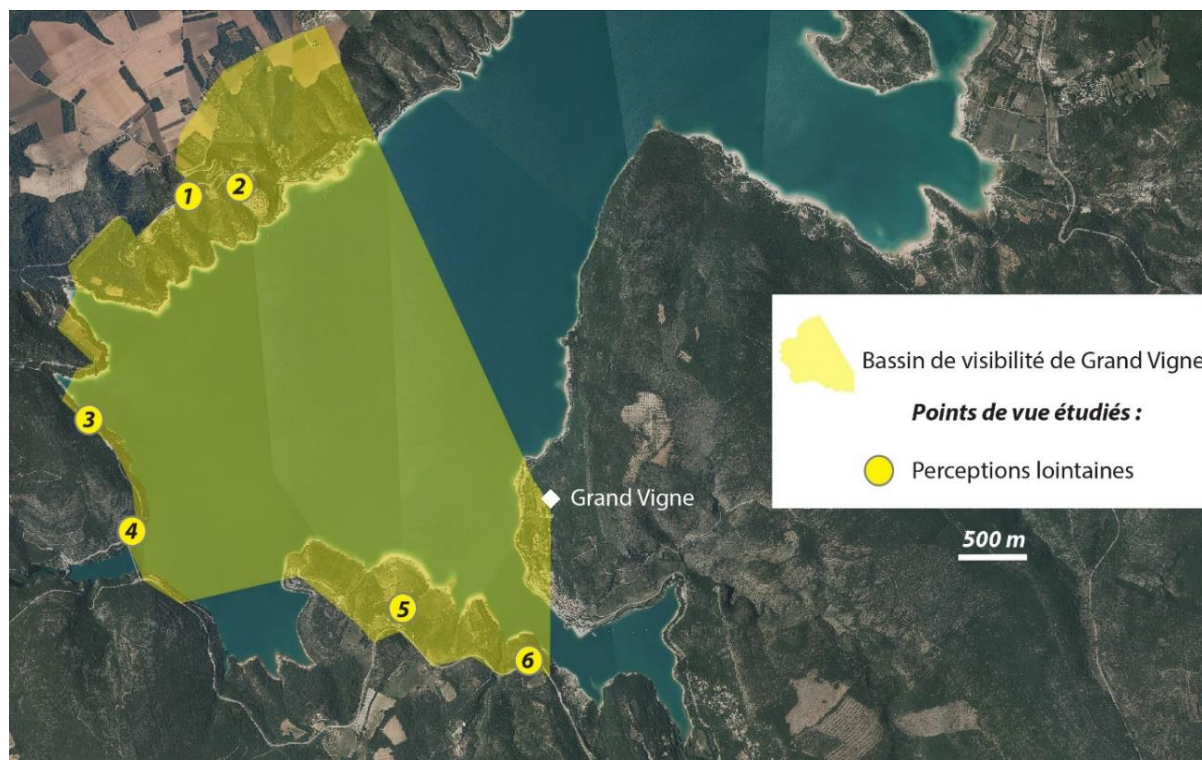 1
2
3
4
5
6
Grand Vigne
Bassin de visibilité de Grand Vigne
Points de vue étudiés :
Perceptions lointaines
500 m